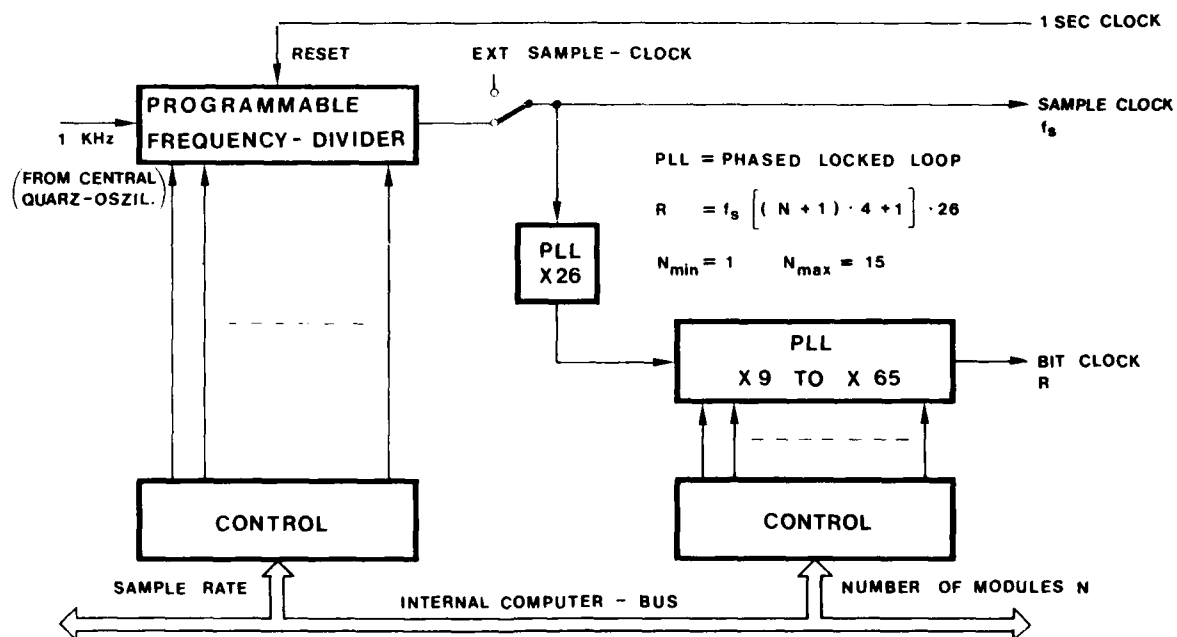 1 SEC CLOCK
RESET
EXT SAMPLE - CLOCK
PROGRAMMABLE
FREQUENCY - DIVIDER
1 KHz
(FROM CENTRAL
QUARZ-OSZIL.)
SAMPLE CLOCK
fs
PLL = PHASED LOCKED LOOP
R = fs [( N + 1 ) · 4 + 1 ] · 26
Nmin = 1 Nmax = 15
PLL
X26
PLL
X9 TO X 65
BIT CLOCK
R
CONTROL
CONTROL
SAMPLE RATE
NUMBER OF MODULES N
INTERNAL COMPUTER - BUS